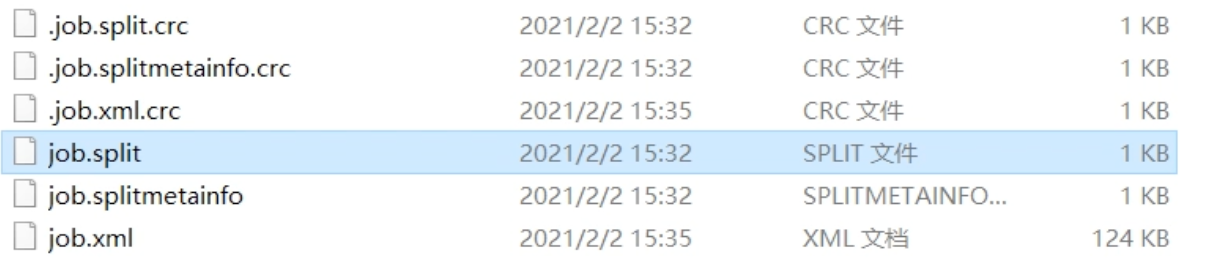 .job.split.crc 2021/2/2 15:32 CRC 文件 1 KB
.job.splitmetainfo.crc 2021/2/2 15:32 CRC 文件 1 KB
.job.xml.crc 2021/2/2 15:35 CRC 文件 1 KB
job.split 2021/2/2 15:32 SPLIT 文件 1 KB
job.splitmetainfo 2021/2/2 15:32 SPLITMETAINFO... 1 KB
job.xml 2021/2/2 15:35 XML 文档 124 KB